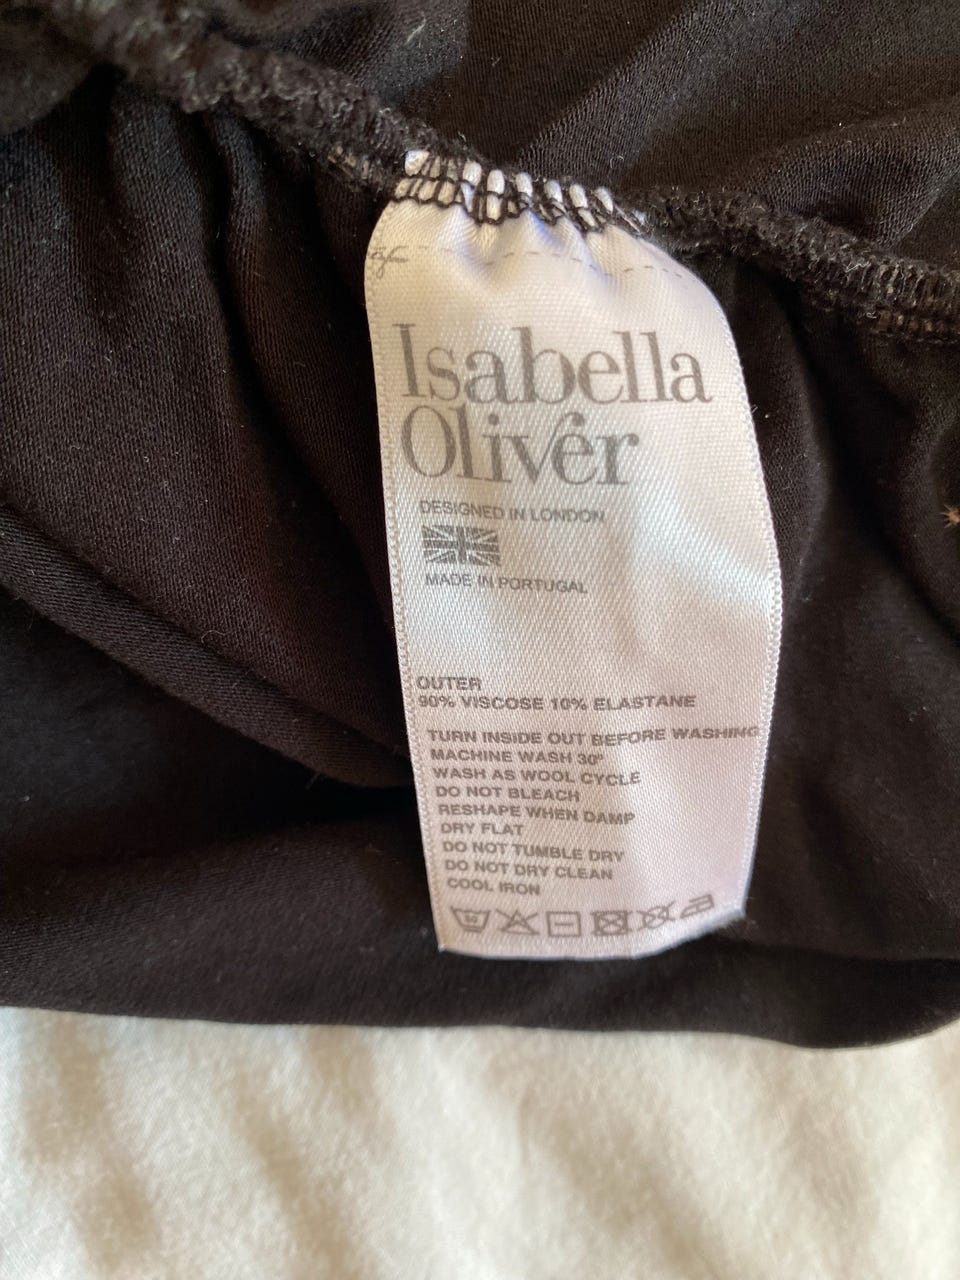 Isabella
Oliver
DESIGNED IN LONDON
MADE IN PORTUGAL
OUTER
90% VISCOSE 10% ELASTANE
TURN INSIDE OUT BEFORE WASHING
MACHINE WASH 30°
WASH AS WOOL CYCLE
DO NOT BLEACH
RESHAPE WHEN DAMP
DRY FLAT
DO NOT TUMBLE DRY
DO NOT DRY CLEAN
COOL IRON